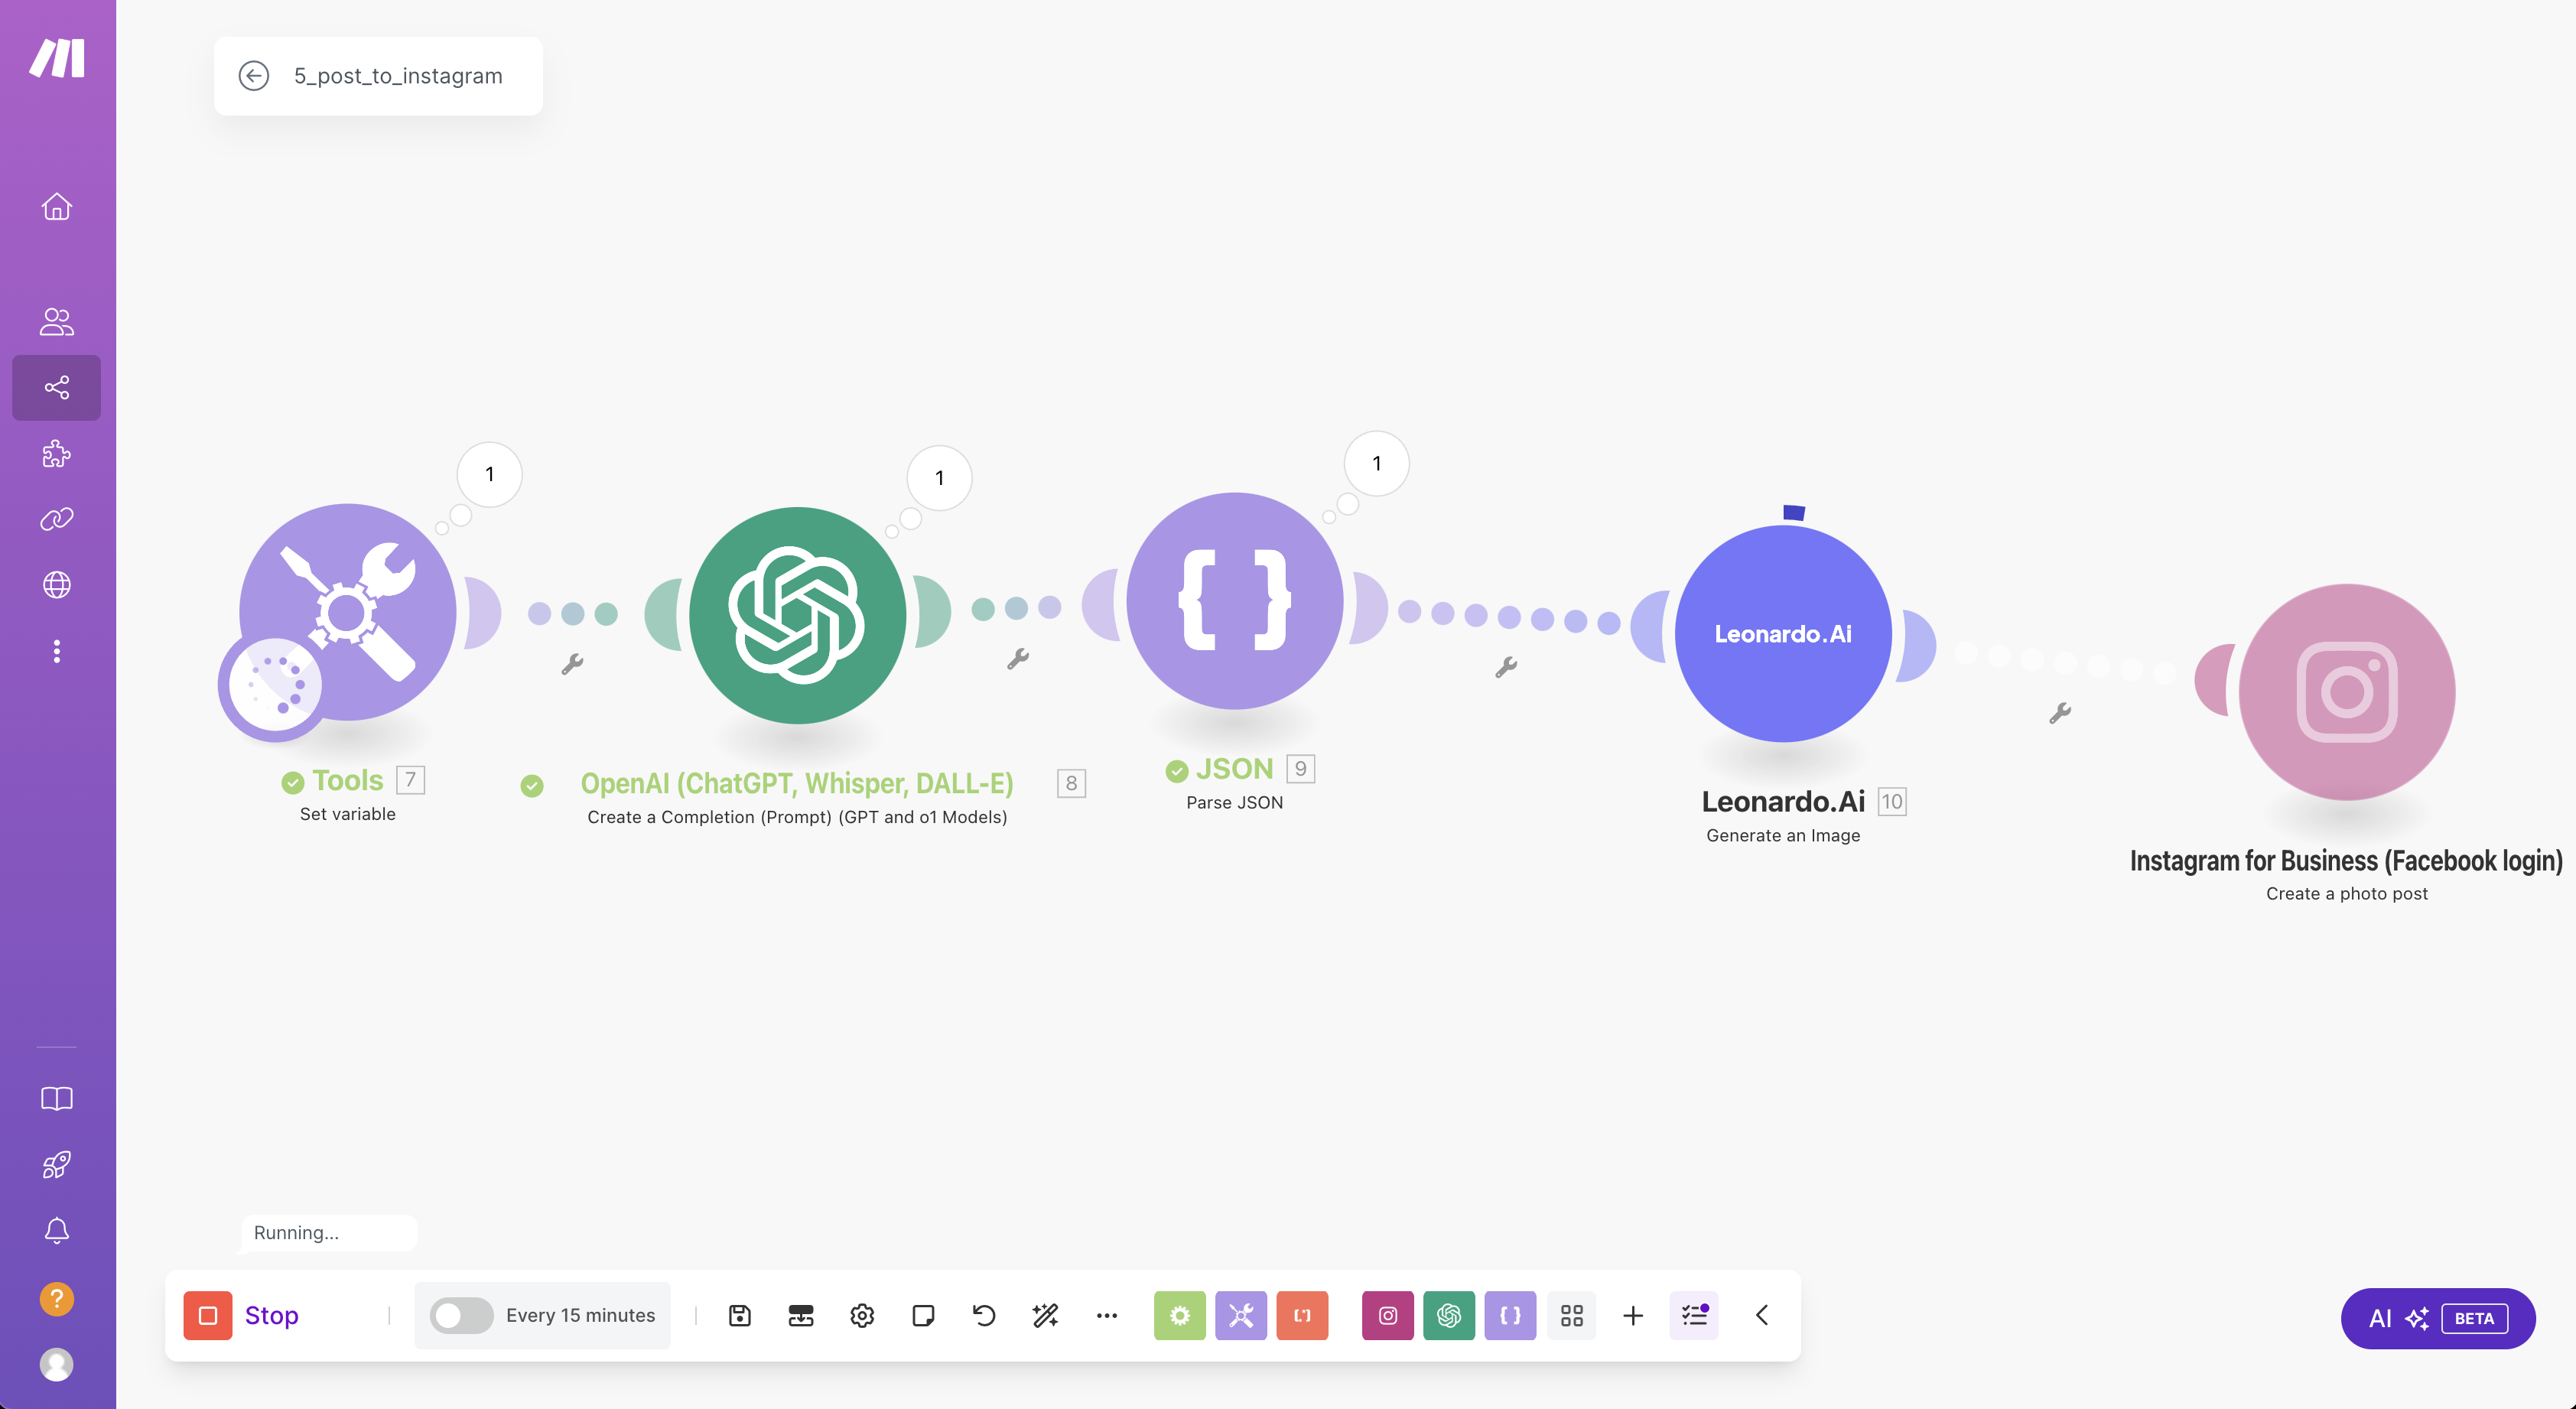 5_post_to_instagram
1
1
1
Leonardo.Ai
Tools 7
Set variable
OpenAI (ChatGPT, Whisper, DALL-E) 8
Create a Completion (Prompt) (GPT and o1 Models)
JSON 9
Parse JSON
Leonardo.Ai 10
Generate an Image
Instagram for Business (Facebook login)
Create a photo post
Running...
Stop
Every 15 minutes
AI BETA